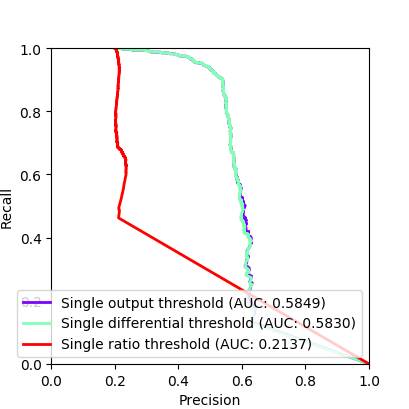 1.0
0.8
0.6
0.4
0.2
0.0
Recall
Single output threshold (AUC: 0.5849)
Single differential threshold (AUC: 0.5830)
Single ratio threshold (AUC: 0.2137)
0.0 0.2 0.4 0.6 0.8 1.0
Precision